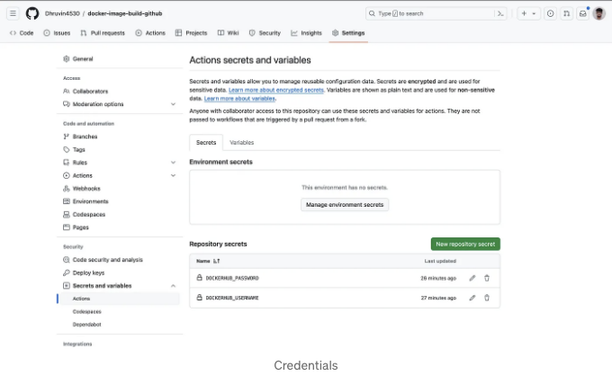 Dhruvin4530 / docker-image-build-github
Type / to search
Code Issues Pull requests Actions Projects Wiki Security Insights Settings
General
Access
Collaborators
Moderation options
Code and automation
Branches
Tags
Rules
Actions
Webhooks
Environments
Codespaces
Pages
Security
Code security and analysis
Deploy keys
Secrets and variables
Actions
Codespaces
Dependabot
Integrations
Actions secrets and variables
Secrets and variables allow you to manage reusable configuration data. Secrets are encrypted and are used for
sensitive data. Learn more about encrypted secrets. Variables are shown as plain text and are used for non-sensitive
data. Learn more about variables.
Anyone with collaborator access to this repository can use these secrets and variables for actions. They are not
passed to workflows that are triggered by a pull request from a fork.
Secrets Variables
Environment secrets
This environment has no secrets.
Manage environment secrets
Repository secrets New repository secret
Name Last updated
DOCKERHUB_PASSWORD 26 minutes ago
DOCKERHUB_USERNAME 27 minutes ago
Credentials